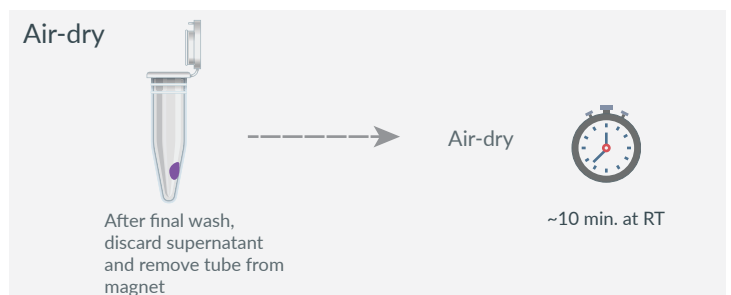 Air-dry
Air-dry
After final wash,
discard supernatant
and remove tube from
magnet
~10 min. at RT